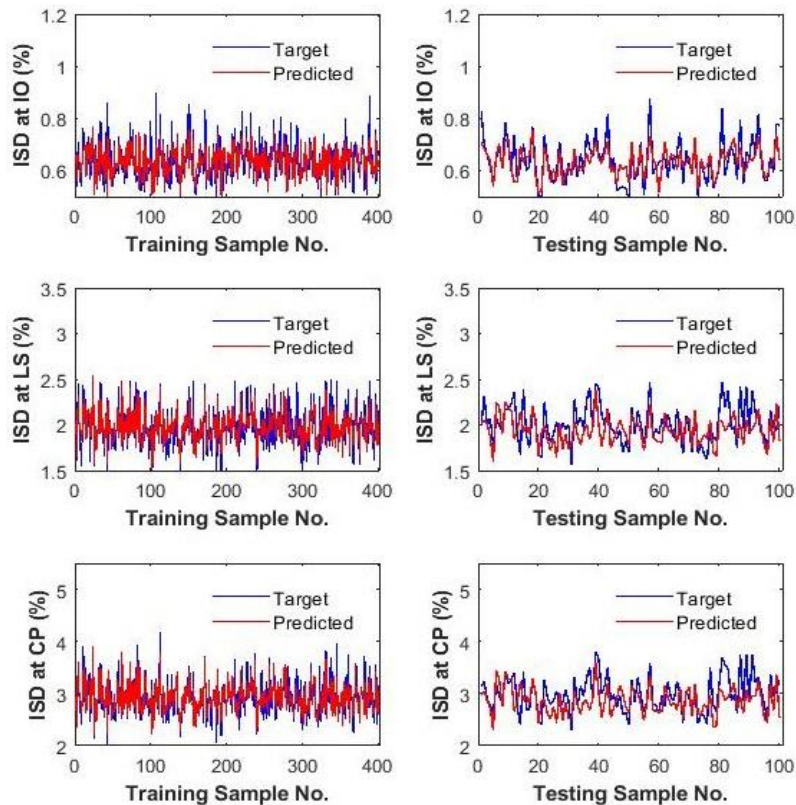 1.2
1
0.8
0.6
ISD at IO (%)
Target
Predicted
0 100 200 300 400
Training Sample No.
1.2
1
0.8
0.6
ISD at IO (%)
Target
Predicted
0 20 40 60 80 100
Testing Sample No.
3.5
3
2.5
2
1.5
ISD at LS (%)
Target
Predicted
0 100 200 300 400
Training Sample No.
3.5
3
2.5
2
1.5
ISD at LS (%)
Target
Predicted
0 20 40 60 80 100
Testing Sample No.
5
4
3
2
ISD at CP (%)
Target
Predicted
0 100 200 300 400
Training Sample No.
5
4
3
2
ISD at CP (%)
Target
Predicted
0 20 40 60 80 100
Testing Sample No.